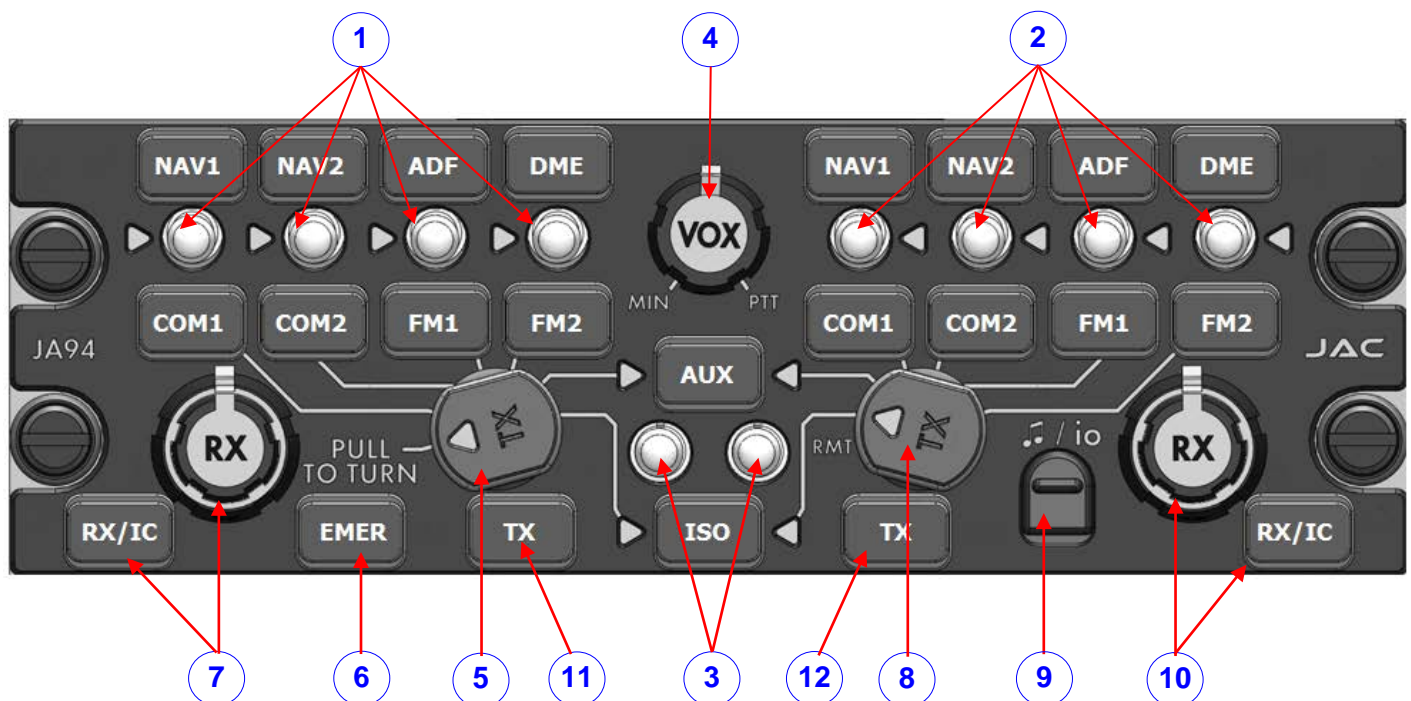 1 4 2
NAV1 NAV2 ADF DME NAV1 NAV2 ADF DME
VOX
MIN PTT
COM1 COM2 FM1 FM2 COM1 COM2 FM1 FM2
JA94 JAC
AUX
TX TX
PULL
TO TURN
RX RMT ♫ / io RX
RX/IC EMER TX ISO TX RX/IC
7 6 5 11 3 12 8 9 10